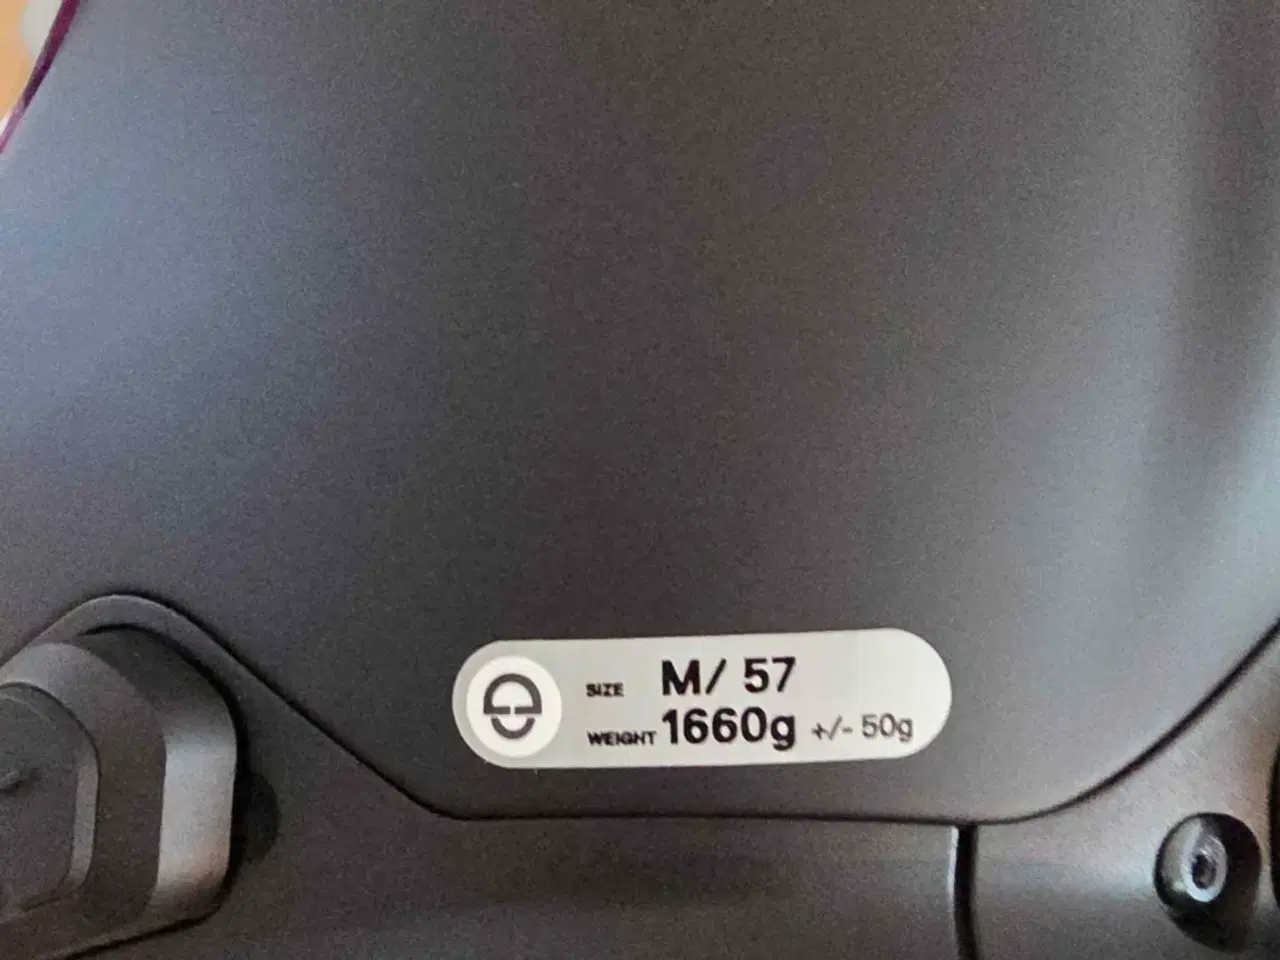 SIZE M/ 57
WEIGHT 1660g +/- 50g